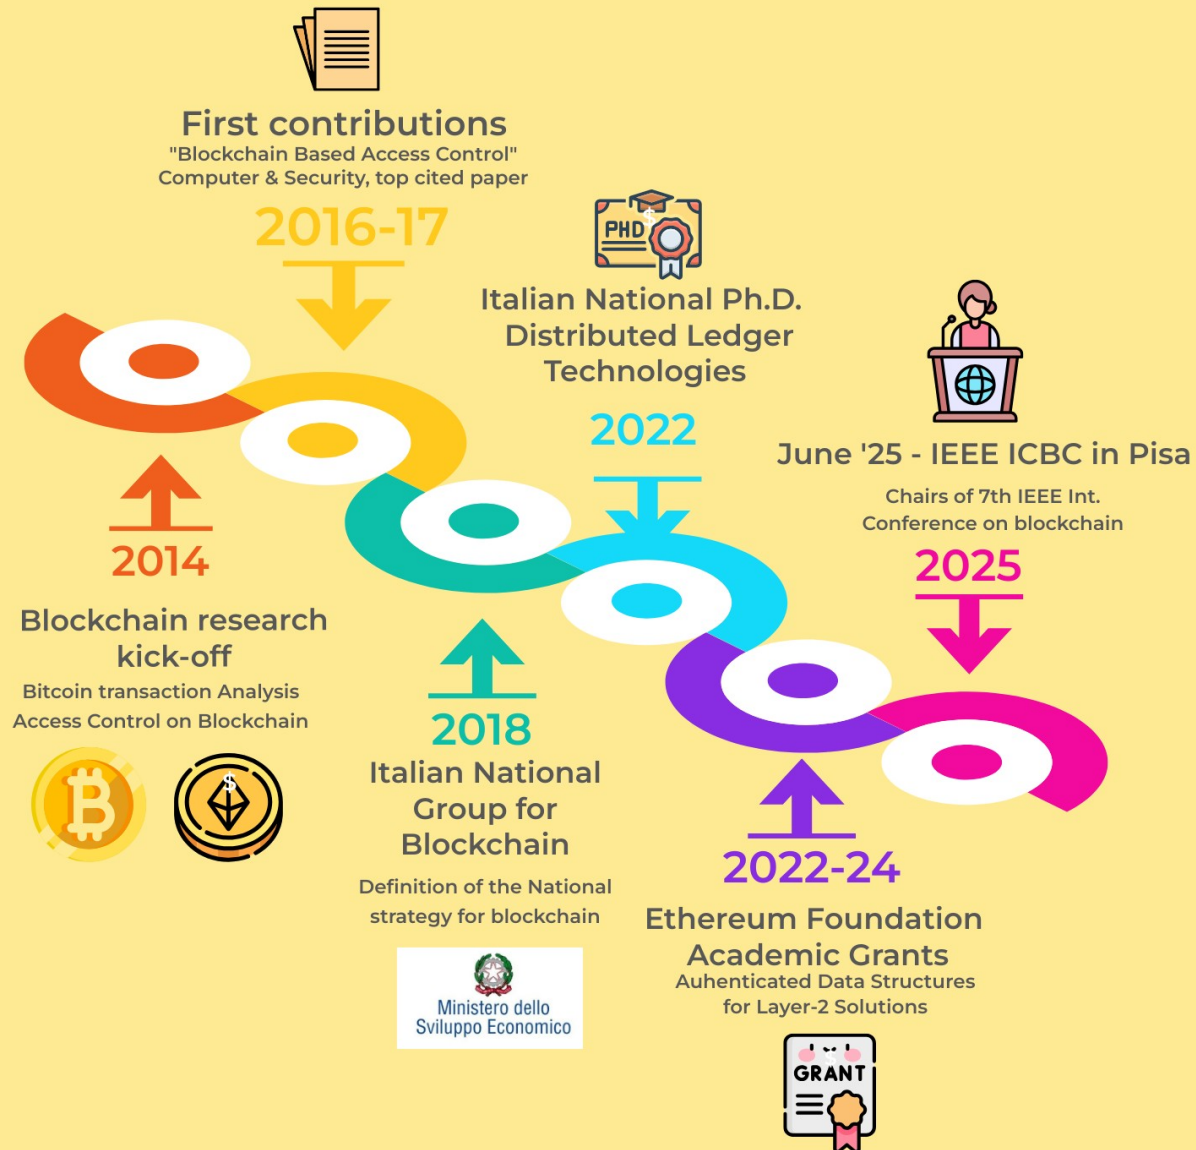 First contributions
"Blockchain Based Access Control"
Computer & Security, top cited paper
2016-17
PHD
$
Italian National Ph.D.
Distributed Ledger
Technologies
2022
June '25 - IEEE ICBC in Pisa
Chairs of 7th IEEE Int.
Conference on blockchain
2025
2014
Blockchain research
kick-off
Bitcoin transaction Analysis
Access Control on Blockchain
B
$
2018
Italian National
Group for
Blockchain
Definition of the National
strategy for blockchain
Ministero dello
Sviluppo Economico
2022-24
Ethereum Foundation
Academic Grants
Auhenticated Data Structures
for Layer-2 Solutions
$
GRANT